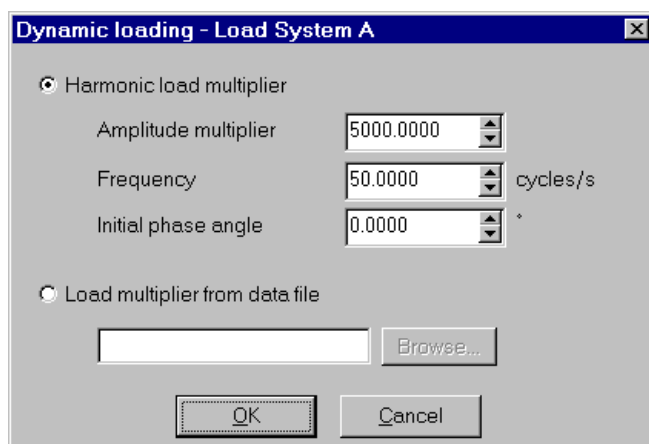 Dynamic loading - Load System A
Harmonic load multiplier
Amplitude multiplier 5000.0000
Frequency 50.0000 cycles/s
Initial phase angle 0.0000 °
Load multiplier from data file
Browse...
OK Cancel